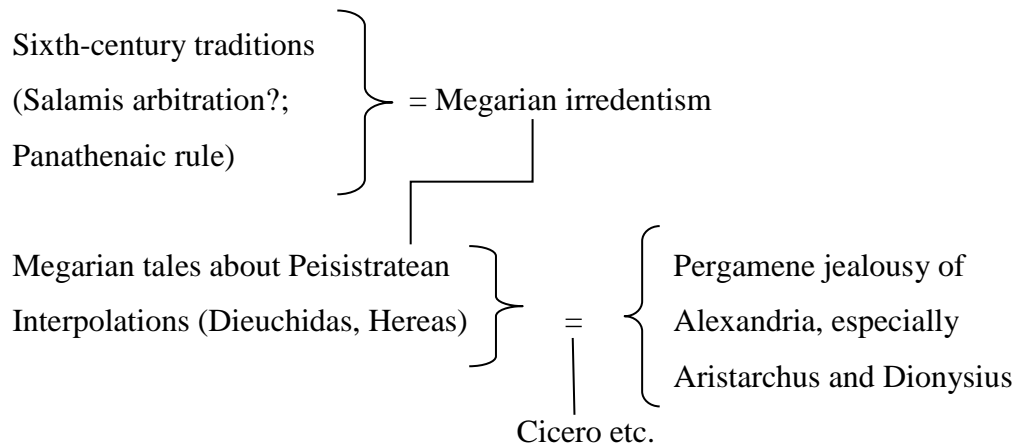 Sixth-century traditions
(Salamis arbitration?;
Panathenaic rule)
= Megarian irredentism
Megarian tales about Peisistratean
Interpolations (Dieuchidas, Hereas)
=
Pergamene jealousy of
Alexandria, especially
Aristarchus and Dionysius
Cicero etc.